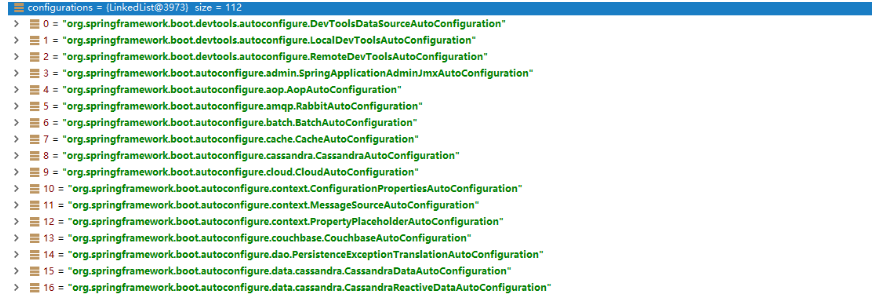 configurations = {LinkedList@3973} size = 112
0 = "org.springframework.boot.devtools.autoconfigure.DevToolsDataSourceAutoConfiguration"
1 = "org.springframework.boot.devtools.autoconfigure.LocalDevToolsAutoConfiguration"
2 = "org.springframework.boot.devtools.autoconfigure.RemoteDevToolsAutoConfiguration"
3 = "org.springframework.boot.autoconfigure.admin.SpringApplicationAdminJmxAutoConfiguration"
4 = "org.springframework.boot.autoconfigure.aop.AopAutoConfiguration"
5 = "org.springframework.boot.autoconfigure.amqp.RabbitAutoConfiguration"
6 = "org.springframework.boot.autoconfigure.batch.BatchAutoConfiguration"
7 = "org.springframework.boot.autoconfigure.cache.CacheAutoConfiguration"
8 = "org.springframework.boot.autoconfigure.cassandra.CassandraAutoConfiguration"
9 = "org.springframework.boot.autoconfigure.cloud.CloudAutoConfiguration"
10 = "org.springframework.boot.autoconfigure.context.ConfigurationPropertiesAutoConfiguration"
11 = "org.springframework.boot.autoconfigure.context.MessageSourceAutoConfiguration"
12 = "org.springframework.boot.autoconfigure.context.PropertyPlaceholderAutoConfiguration"
13 = "org.springframework.boot.autoconfigure.couchbase.CouchbaseAutoConfiguration"
14 = "org.springframework.boot.autoconfigure.dao.PersistenceExceptionTranslationAutoConfiguration"
15 = "org.springframework.boot.autoconfigure.data.cassandra.CassandraDataAutoConfiguration"
16 = "org.springframework.boot.autoconfigure.data.cassandra.CassandraReactiveDataAutoConfiguration"